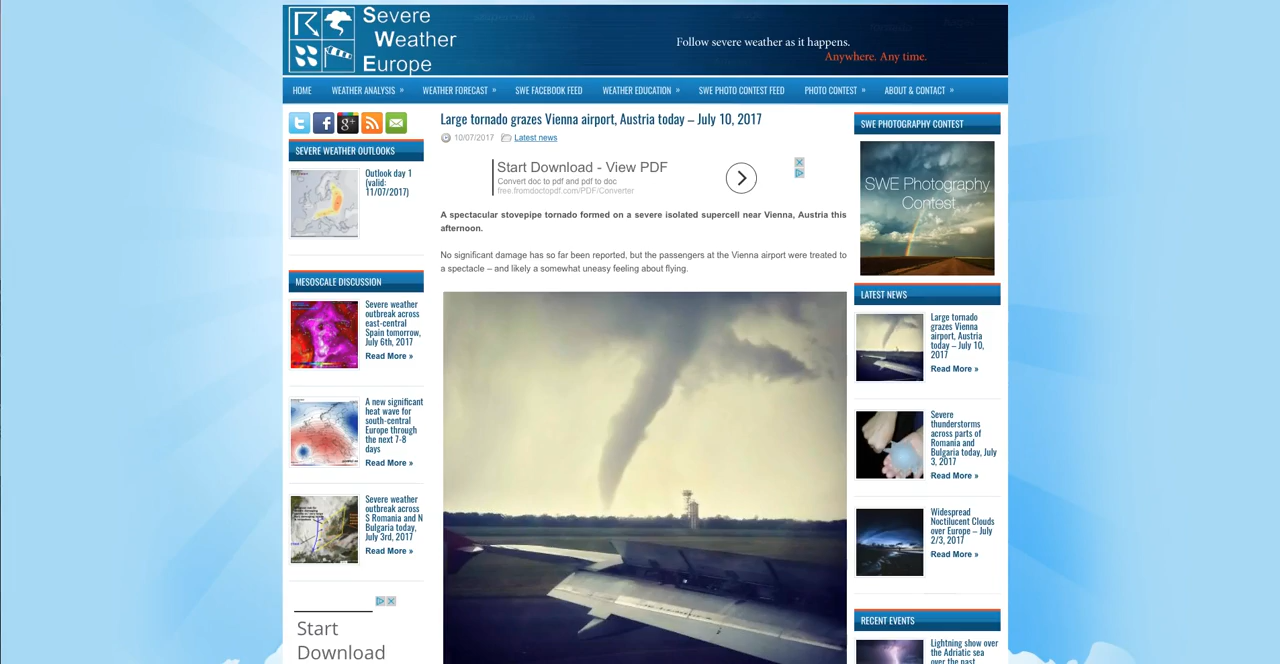 Severe
Weather
Europe
Follow severe weather as it happens.
Anywhere. Any time.
HOME
WEATHER ANALYSIS »
WEATHER FORECAST »
SWE FACEBOOK FEED
WEATHER EDUCATION »
SWE PHOTO CONTEST FEED
PHOTO CONTEST »
ABOUT & CONTACT »
SEVERE WEATHER OUTLOOKS
Outlook day 1
(valid:
11/07/2017)
MESOSCALE DISCUSSION
Severe weather
outbreak across
east-central
Spain tomorrow,
July 6th, 2017
Read More »
A new significant
heat wave for
south-central
Europe through
the next 7-8
days
Read More »
Severe weather
outbreak across
S Romania and N
Bulgaria today,
July 3rd, 2017
Read More »
Start
Download
Large tornado grazes Vienna airport, Austria today – July 10, 2017
10/07/2017 Latest news
Start Download - View PDF
Convert doc to pdf and pdf to doc
free.fromdoctopdf.com/PDF/Converter
A spectacular stovepipe tornado formed on a severe isolated supercell near Vienna, Austria this
afternoon.
No significant damage has so far been reported, but the passengers at the Vienna airport were treated to
a spectacle – and likely a somewhat uneasy feeling about flying.
SWE PHOTOGRAPHY CONTEST
SWE Photography
Contest
LATEST NEWS
Large tornado
grazes Vienna
airport, Austria
today – July 10,
2017
Read More »
Severe
thunderstorms
across parts of
Romania and
Bulgaria today, July
3, 2017
Read More »
Widespread
Noctilucent Clouds
over Europe – July
2/3, 2017
Read More »
RECENT EVENTS
Lightning show over
the Adriatic sea
over the past